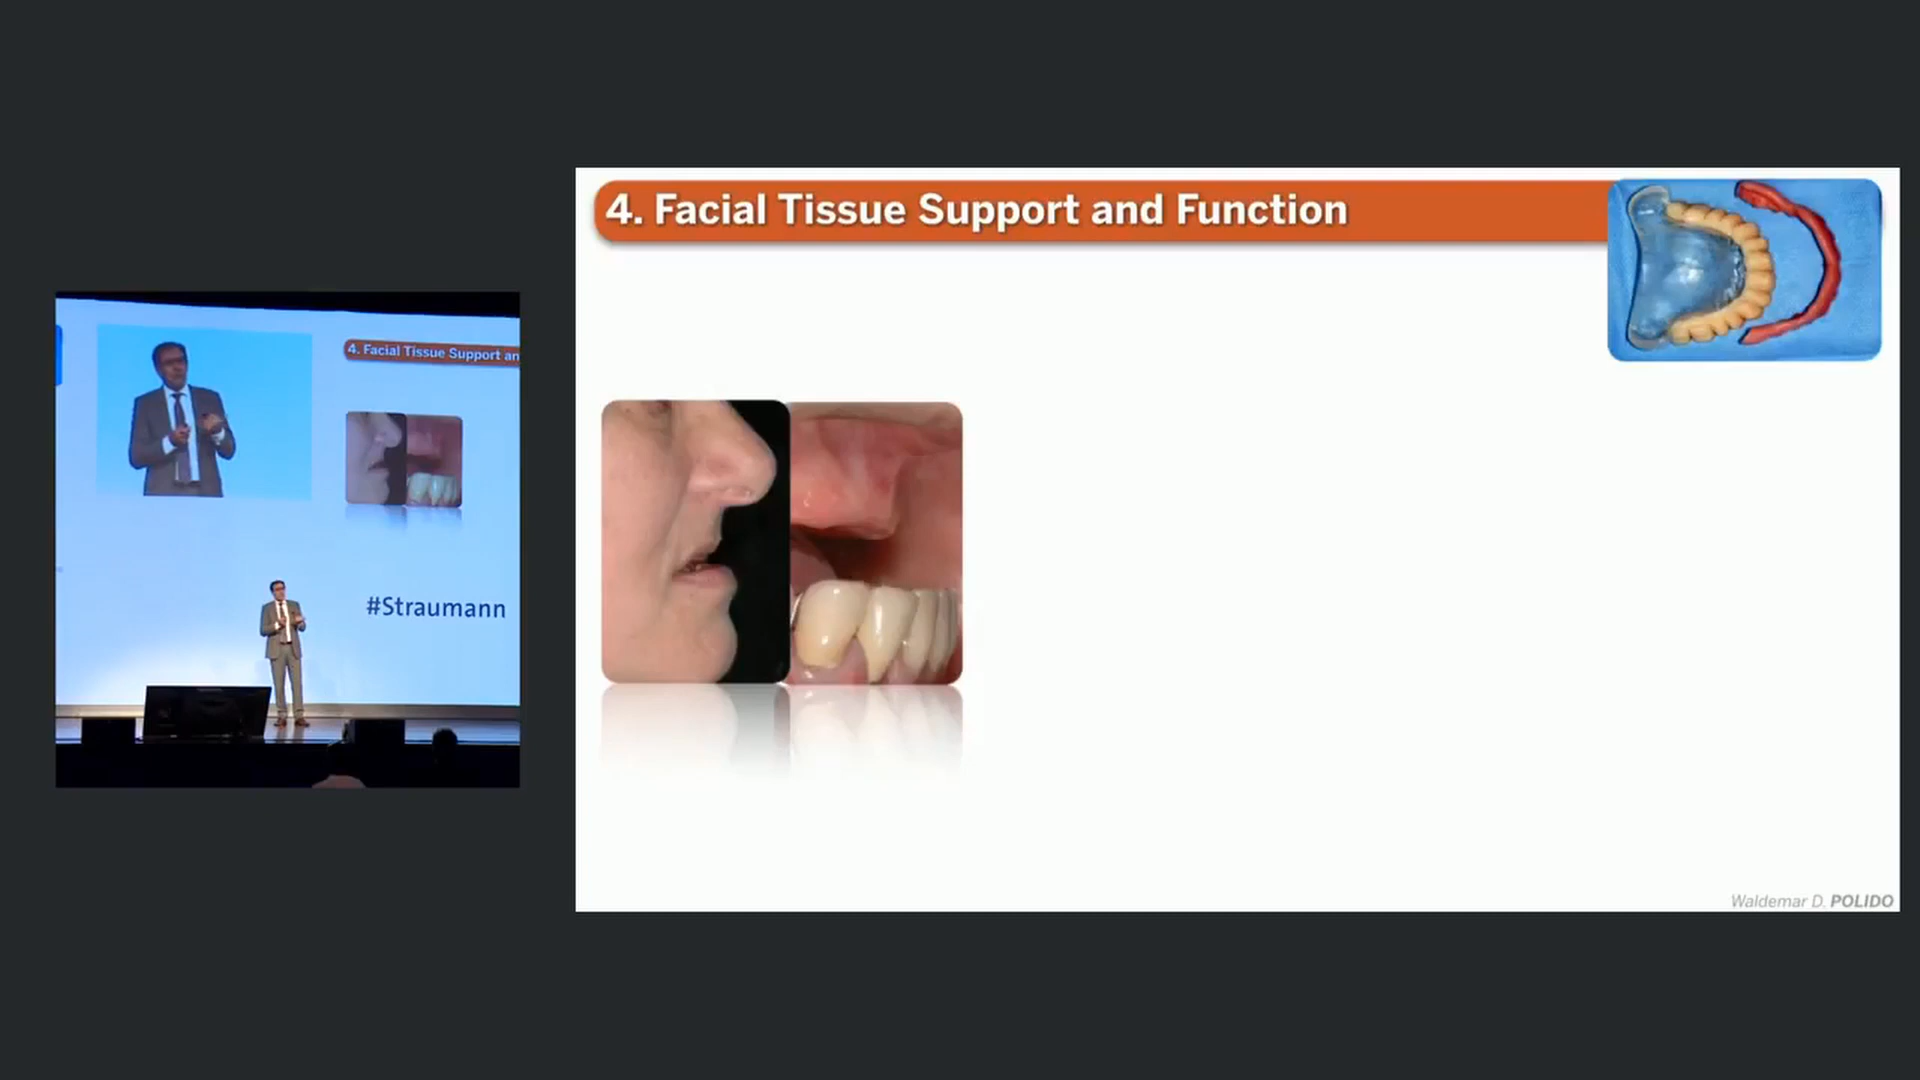 4. Facial Tissue Support and Function
4. Facial Tissue Support an
#Straumann
Waldemar D. POLIDO